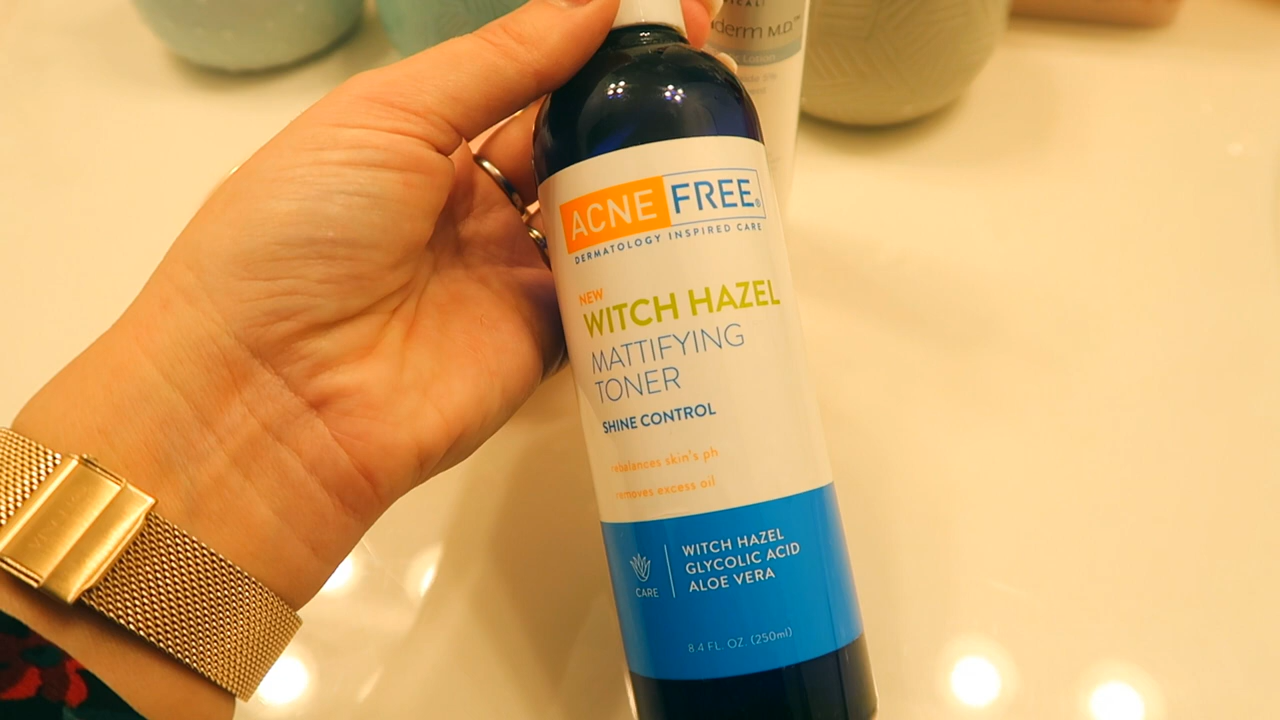 ACNE FREE®
DERMATOLOGY INSPIRED CARE
NEW
WITCH HAZEL
MATTIFYING
TONER
SHINE CONTROL
rebalances skin's ph
removes excess oil
CARE
WITCH HAZEL
GLYCOLIC ACID
ALOE VERA
8.4 FL. OZ. (250ml)
derm M.D.™